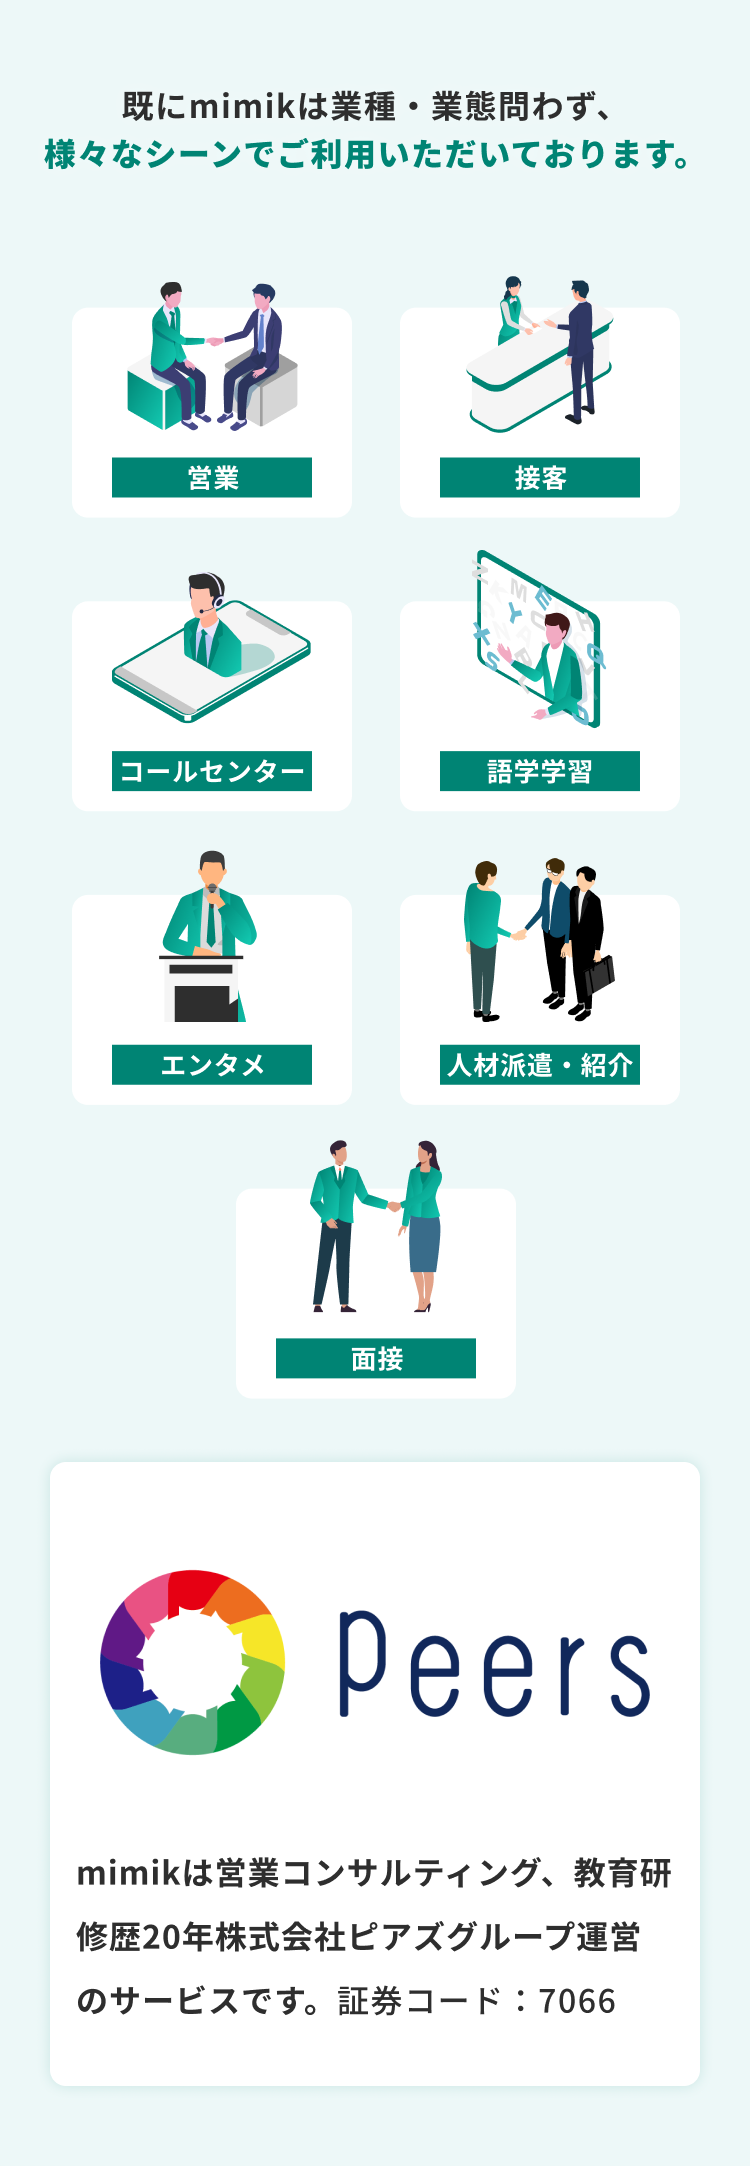 既にmimikは業種・業態問わず、
様々なシーンでご利用いただいております。
営業
接客
コールセンター
語学学習
エンタメ
人材派遣・紹介
面接
Peers
mimikは営業コンサルティング、教育研
修歴20年株式会社ピアズグループ運営
のサービスです。証券コード：7066